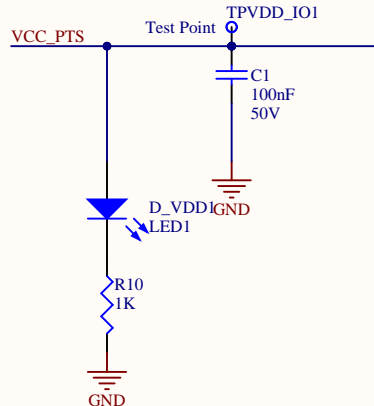 TPVDD_IO1
Test Point
VCC_PTS
C1
100nF
50V
GND
D_VDD1
LED1
R10
1K
GND